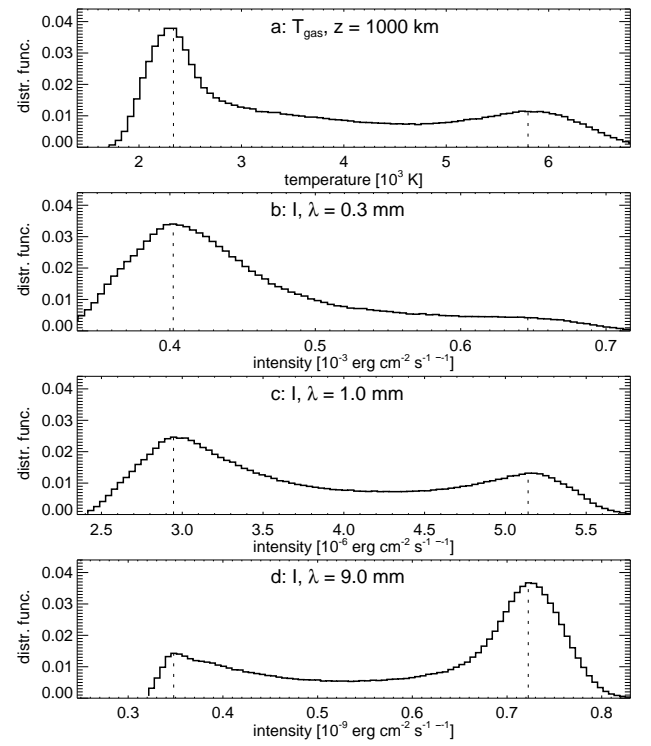 a: T_gas, z = 1000 km
distr. func.
0.04
0.03
0.02
0.01
0.00
2 3 4 5 6
temperature [10³ K]
b: I, λ = 0.3 mm
distr. func.
0.04
0.03
0.02
0.01
0.00
0.4 0.5 0.6 0.7
intensity [10⁻³ erg cm⁻² s⁻¹ ⁻¹]
c: I, λ = 1.0 mm
distr. func.
0.04
0.03
0.02
0.01
0.00
2.5 3.0 3.5 4.0 4.5 5.0 5.5
intensity [10⁻⁶ erg cm⁻² s⁻¹ ⁻¹]
d: I, λ = 9.0 mm
distr. func.
0.04
0.03
0.02
0.01
0.00
0.3 0.4 0.5 0.6 0.7 0.8
intensity [10⁻⁹ erg cm⁻² s⁻¹ ⁻¹]